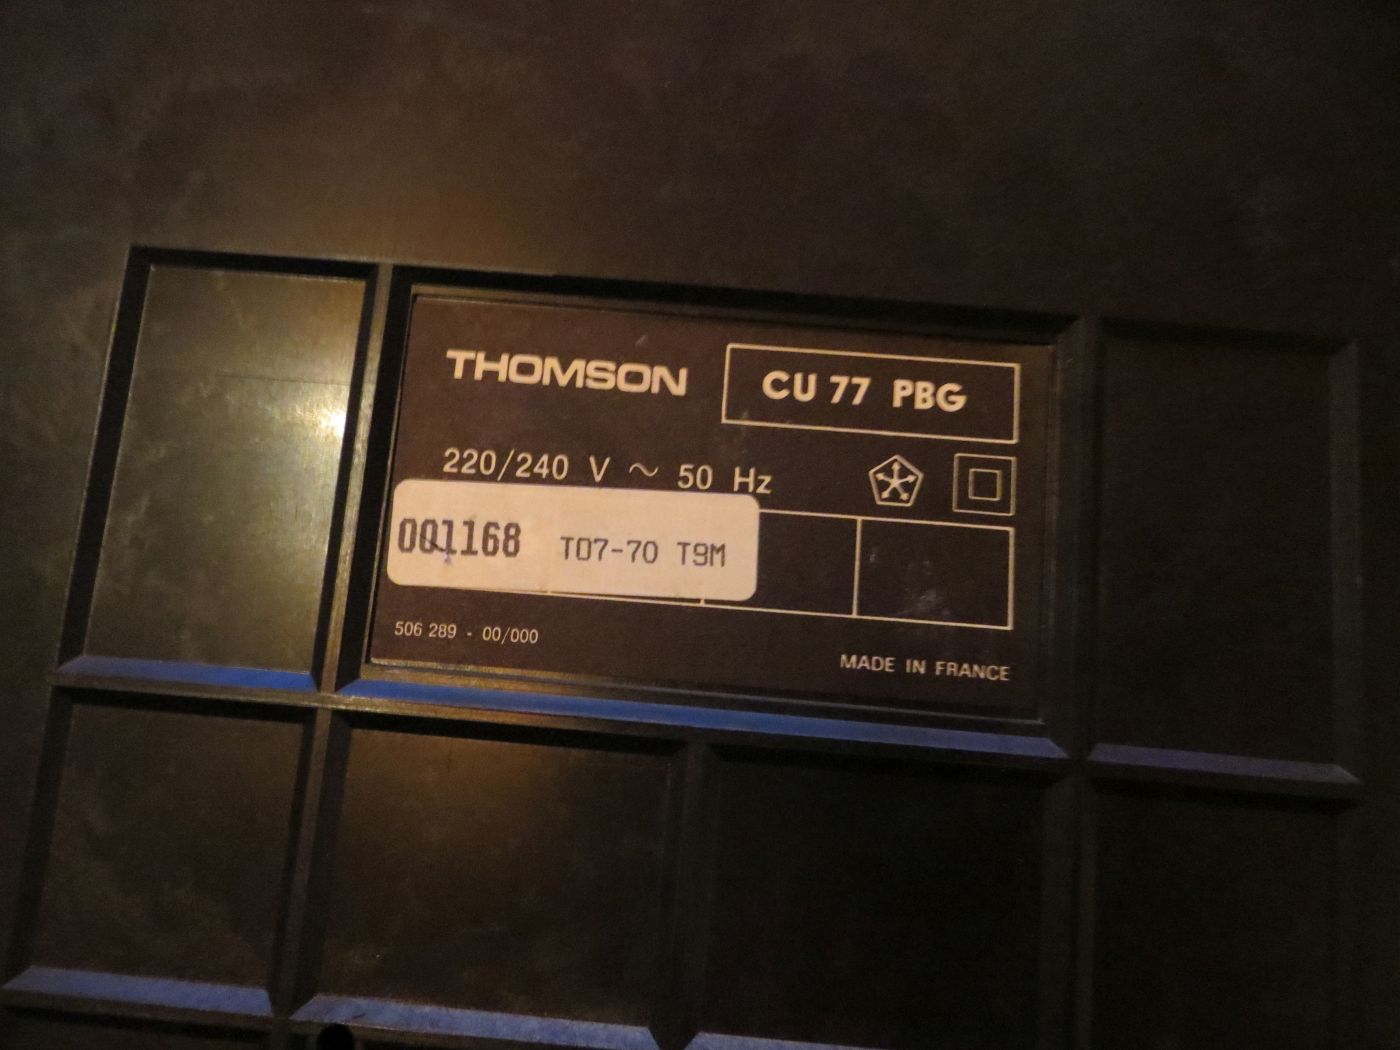 THOMSON CU 77 PBG
220/240 V ~ 50 Hz
001168 T07-70 T9M
506 289 - 00/000
MADE IN FRANCE